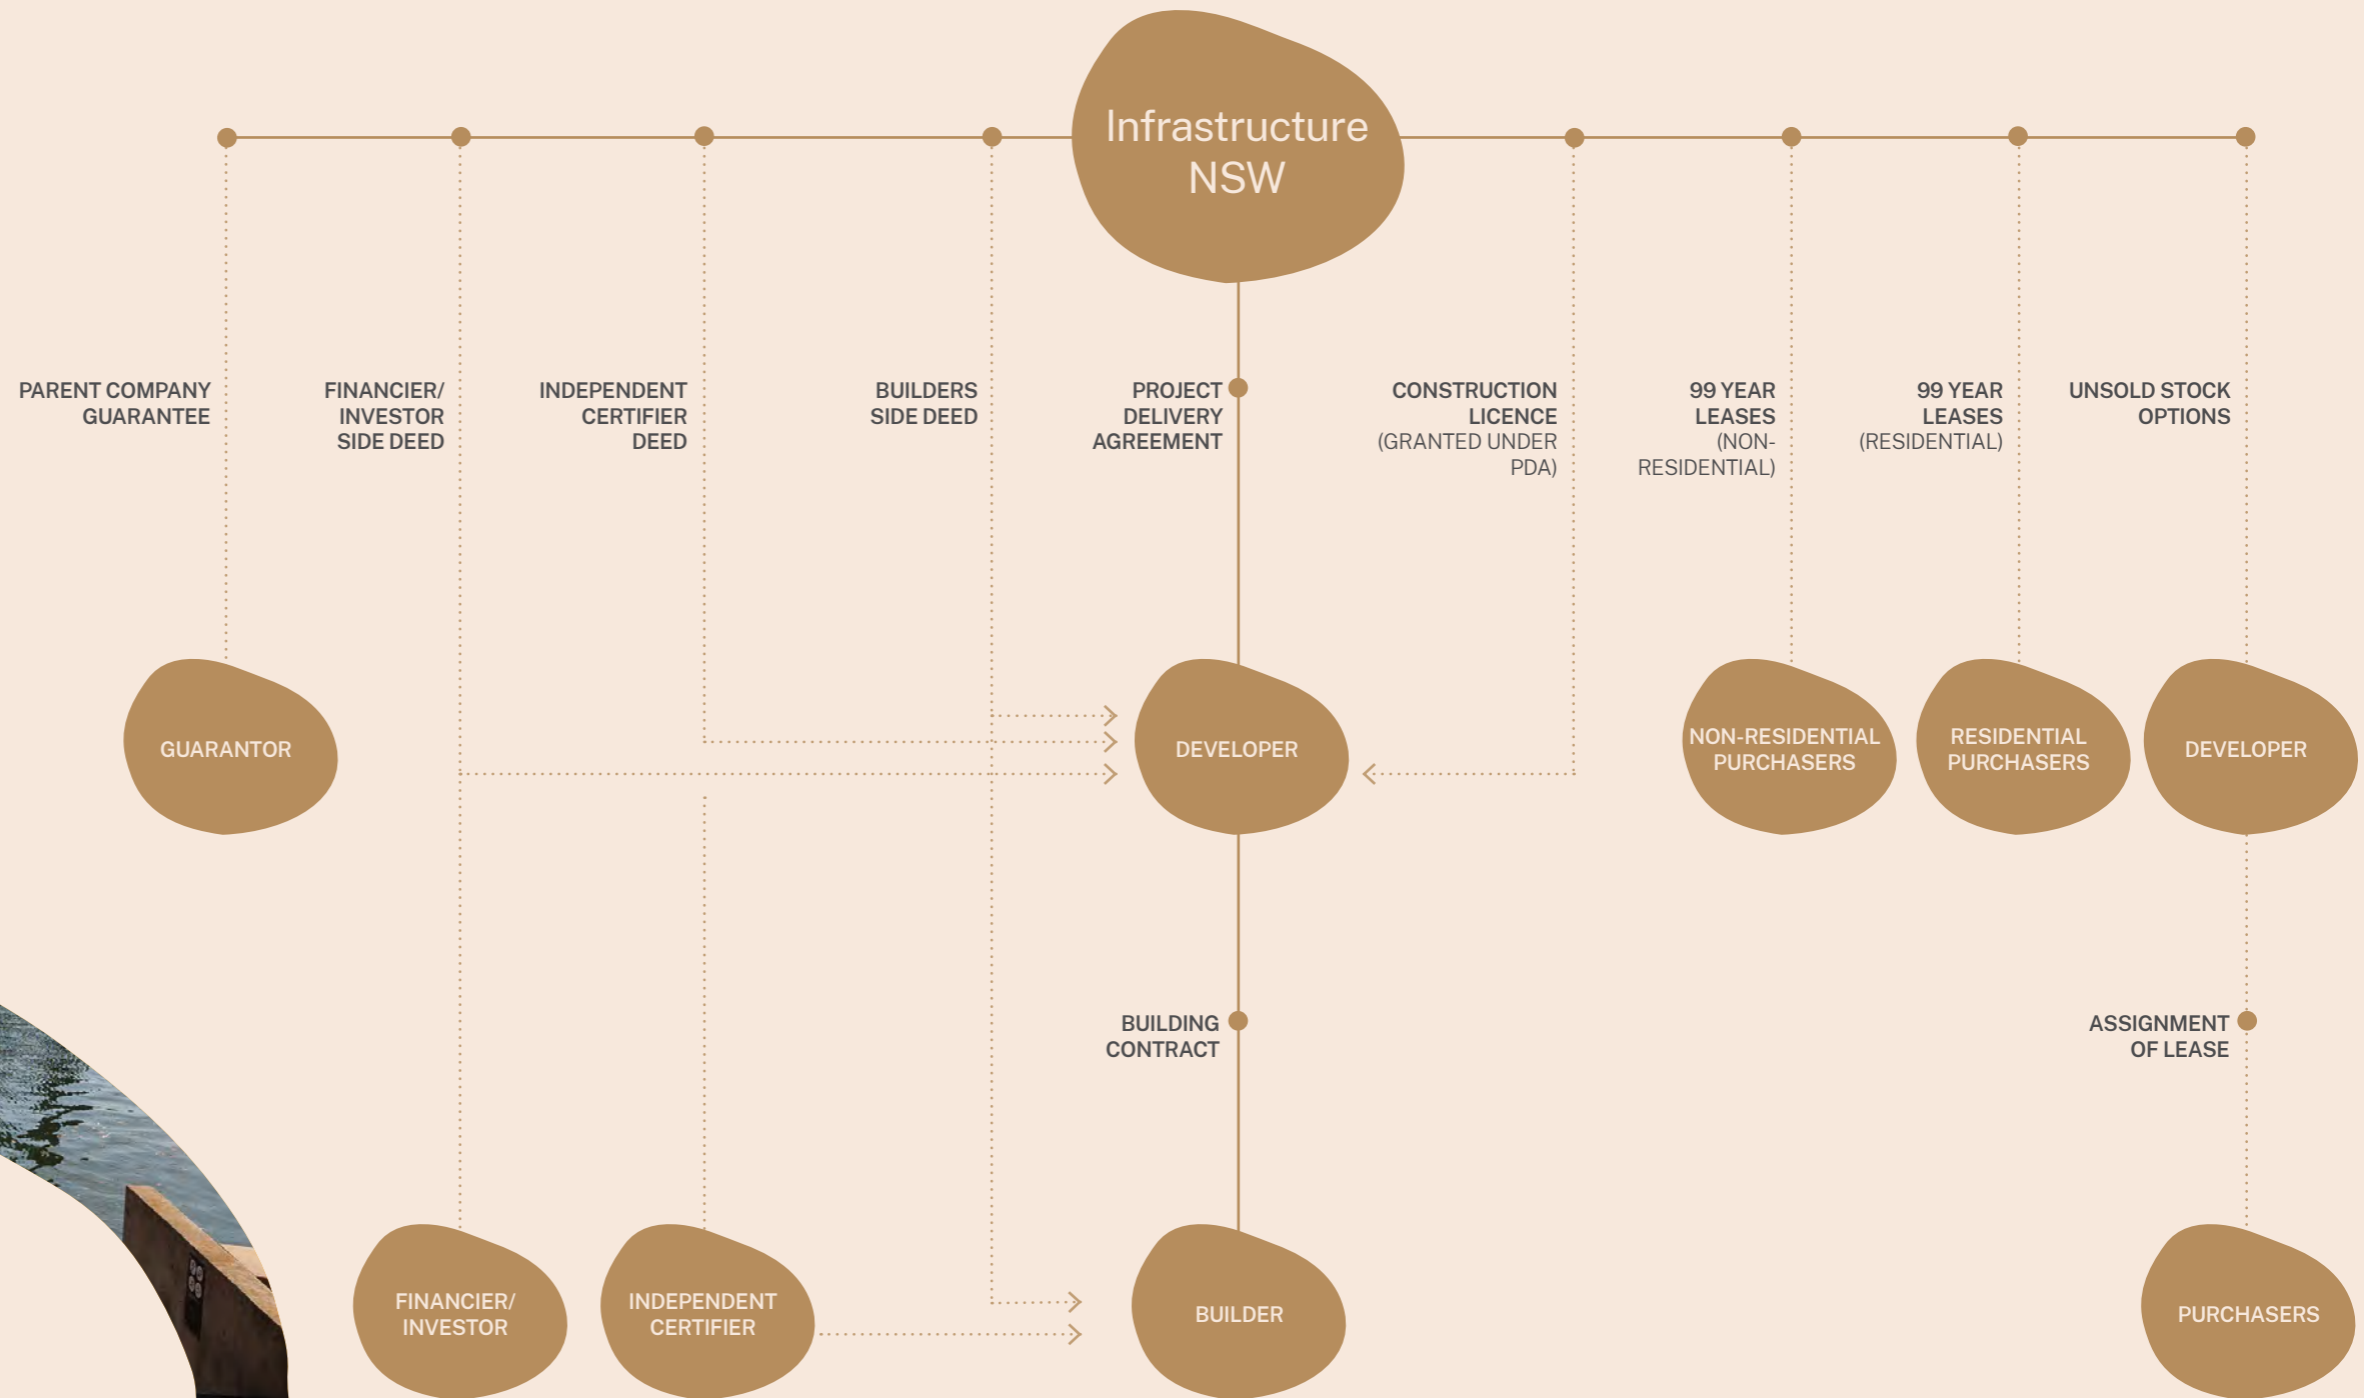 Infrastructure
NSW
PARENT COMPANY
GUARANTEE
FINANCIER/
INVESTOR
SIDE DEED
INDEPENDENT
CERTIFIER
DEED
BUILDERS
SIDE DEED
PROJECT
DELIVERY
AGREEMENT
CONSTRUCTION
LICENCE
(GRANTED UNDER
PDA)
99 YEAR
LEASES
(NON-
RESIDENTIAL)
99 YEAR
LEASES
(RESIDENTIAL)
UNSOLD STOCK
OPTIONS
GUARANTOR
DEVELOPER
NON-RESIDENTIAL
PURCHASERS
RESIDENTIAL
PURCHASERS
DEVELOPER
BUILDING
CONTRACT
ASSIGNMENT
OF LEASE
FINANCIER/
INVESTOR
INDEPENDENT
CERTIFIER
BUILDER
PURCHASERS